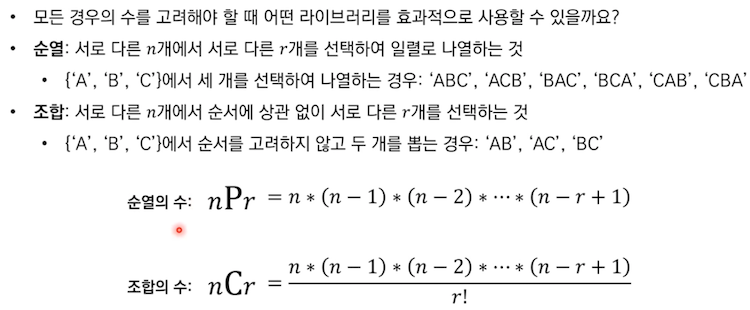 • 모든 경우의 수를 고려해야 할 때 어떤 라이브러리를 효과적으로 사용할 수 있을까요?
• 순열: 서로 다른 n개에서 서로 다른 r개를 선택하여 일렬로 나열하는 것
• {‘A’, ‘B’, ‘C’}에서 세 개를 선택하여 나열하는 경우: ‘ABC’, ‘ACB’, ‘BAC’, ‘BCA’, ‘CAB’, ‘CBA’
• 조합: 서로 다른 n개에서 순서에 상관 없이 서로 다른 r개를 선택하는 것
• {‘A’, ‘B’, ‘C’}에서 순서를 고려하지 않고 두 개를 뽑는 경우: ‘AB’, ‘AC’, ‘BC’
순열의 수: nPr = n * (n − 1) * (n − 2) * ⋯ * (n − r + 1)
조합의 수: nCr = n * (n − 1) * (n − 2) * ⋯ * (n − r + 1)
r!